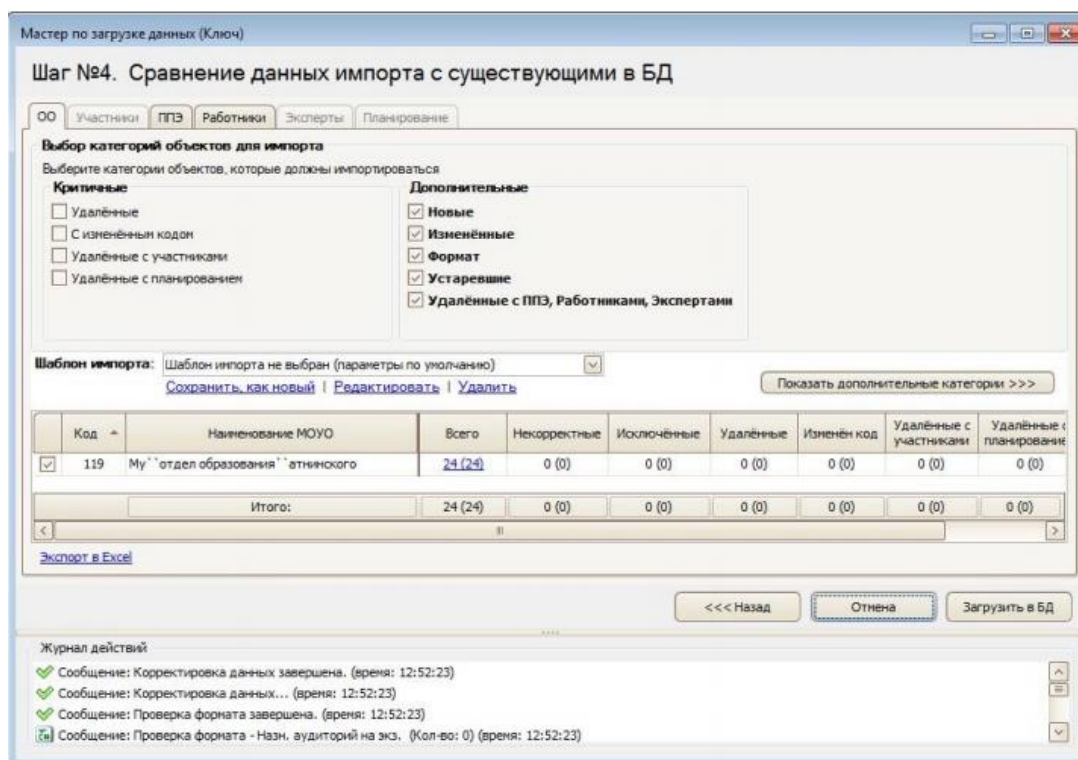 Мастер по загрузке данных (Ключ)
Шаг №4. Сравнение данных импорта с существующими в БД
ОО Участники ППЭ Работники Эксперты Планирование
Выбор категорий объектов для импорта
Выберите категории объектов, которые должны импортироваться
Критичные
Удалённые
С изменённым кодом
Удалённые с участниками
Удалённые с планированием
Дополнительные
Новые
Изменённые
Формат
Устаревшие
Удалённые с ППЭ, Работниками, Экспертами
Шаблон импорта: Шаблон импорта не выбран (параметры по умолчанию)
Сохранить, как новый | Редактировать | Удалить
Показать дополнительные категории >>>
Код Наименование МОУО Всего Некорректные Исключённые Удалённые Изменён код Удалённые с участниками Удалённые с планирование
119 Му``отдел образования``атнинского 24 (24) 0 (0) 0 (0) 0 (0) 0 (0) 0 (0) 0 (0)
Итого: 24 (24) 0 (0) 0 (0) 0 (0) 0 (0) 0 (0) 0 (0)
Экспорт в Excel
<<< Назад Отмена Загрузить в БД
Журнал действий
Сообщение: Корректировка данных завершена. (время: 12:52:23)
Сообщение: Корректировка данных... (время: 12:52:23)
Сообщение: Проверка формата завершена. (время: 12:52:23)
Сообщение: Проверка формата - Назн. аудиторий на экз. (Кол-во: 0) (время: 12:52:23)